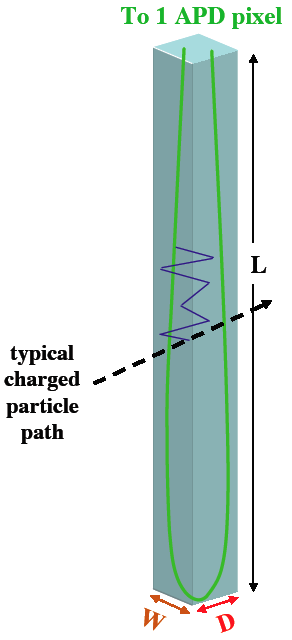 To 1 APD pixel
L
typical
charged
particle
path
W
D